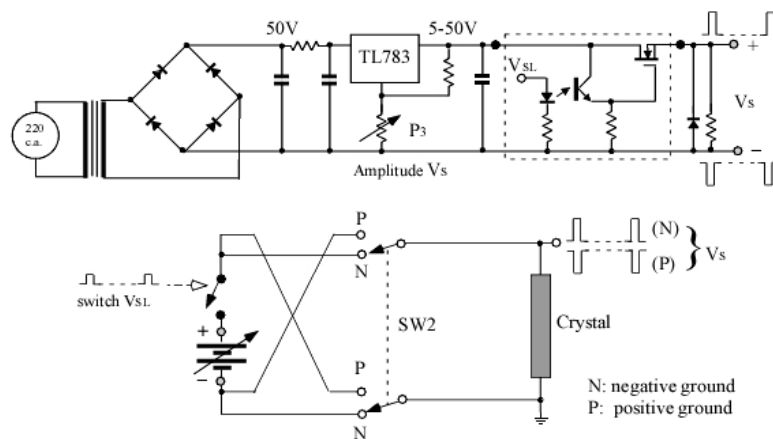 50V
5-50V
TL783
VSL
220
c.a.
P3
Amplitude VS
+
Vs
−
P
N
(N)
(P)
} Vs
switch VSL
+
−
SW2
Crystal
P
N
N: negative ground
P: positive ground